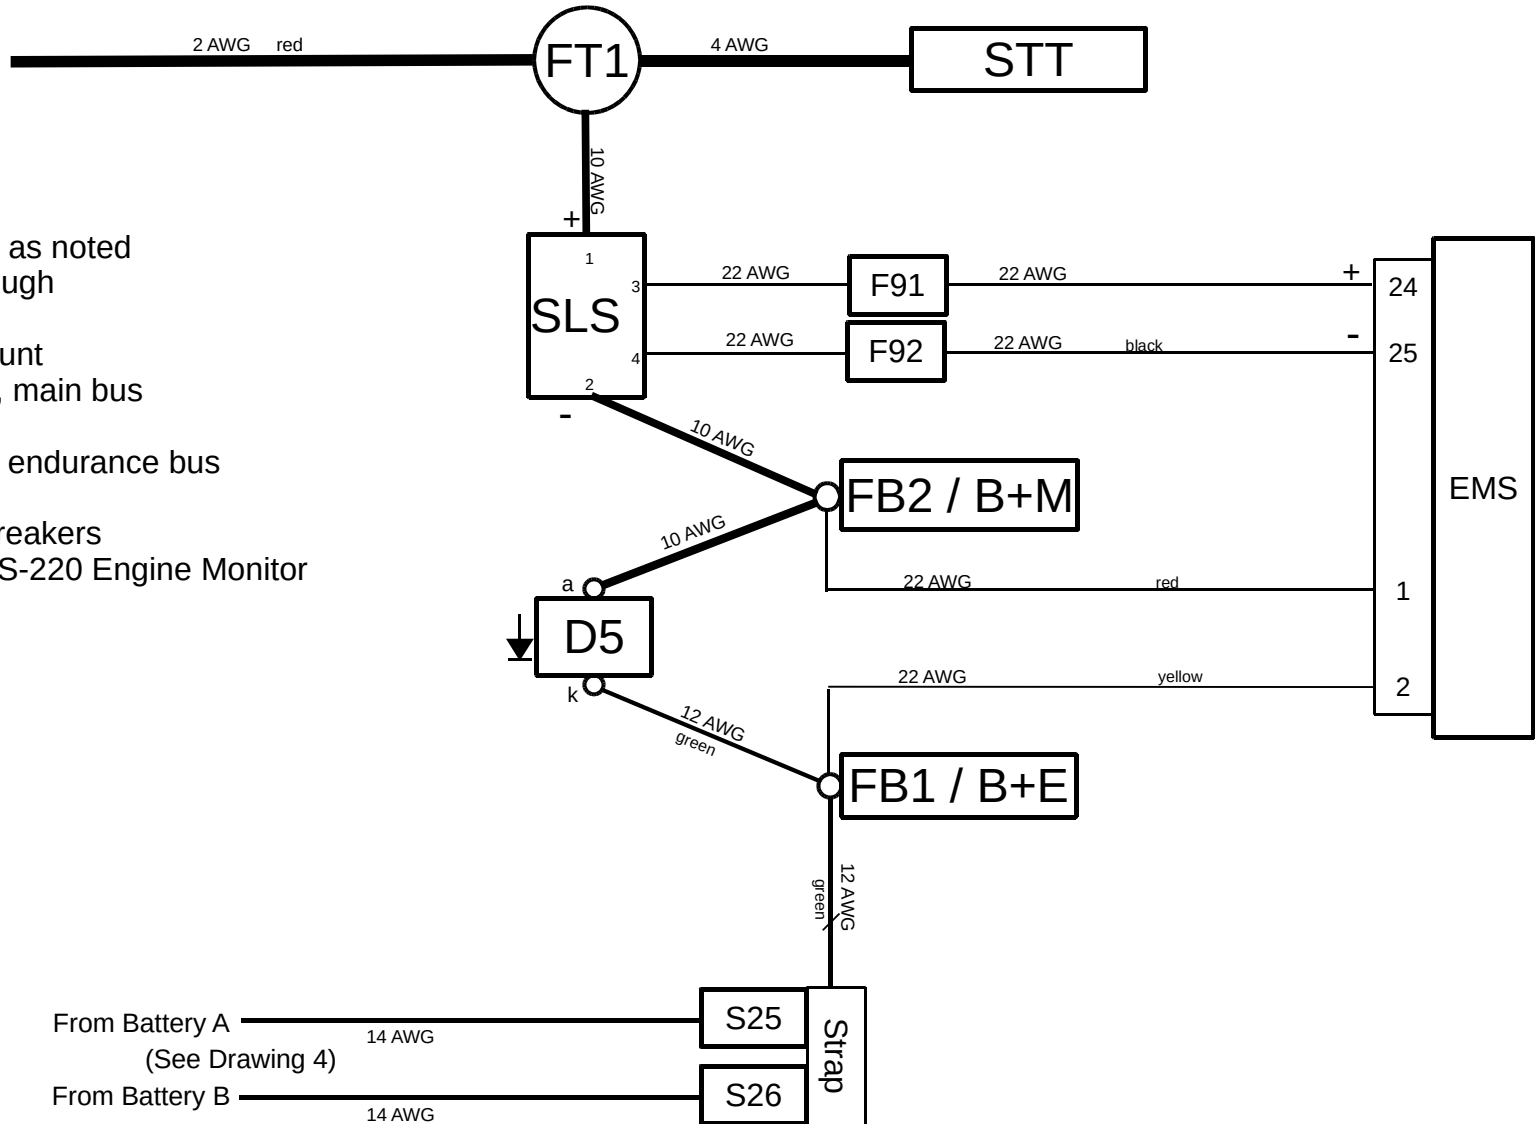 2 AWG red
4 AWG
FT1
STT
10 AWG
+
as noted
ugh
unt
, main bus
endurance bus
reakers
S-220 Engine Monitor
1
3
SLS
4
2
-
22 AWG
F91
22 AWG
+
24
22 AWG
F92
22 AWG
black
-
25
EMS
10 AWG
FB2 / B+M
10 AWG
a
D5
k
22 AWG
red
1
22 AWG
yellow
2
12 AWG
green
FB1 / B+E
12 AWG
green
From Battery A
14 AWG
S25
(See Drawing 4)
Strap
From Battery B
14 AWG
S26